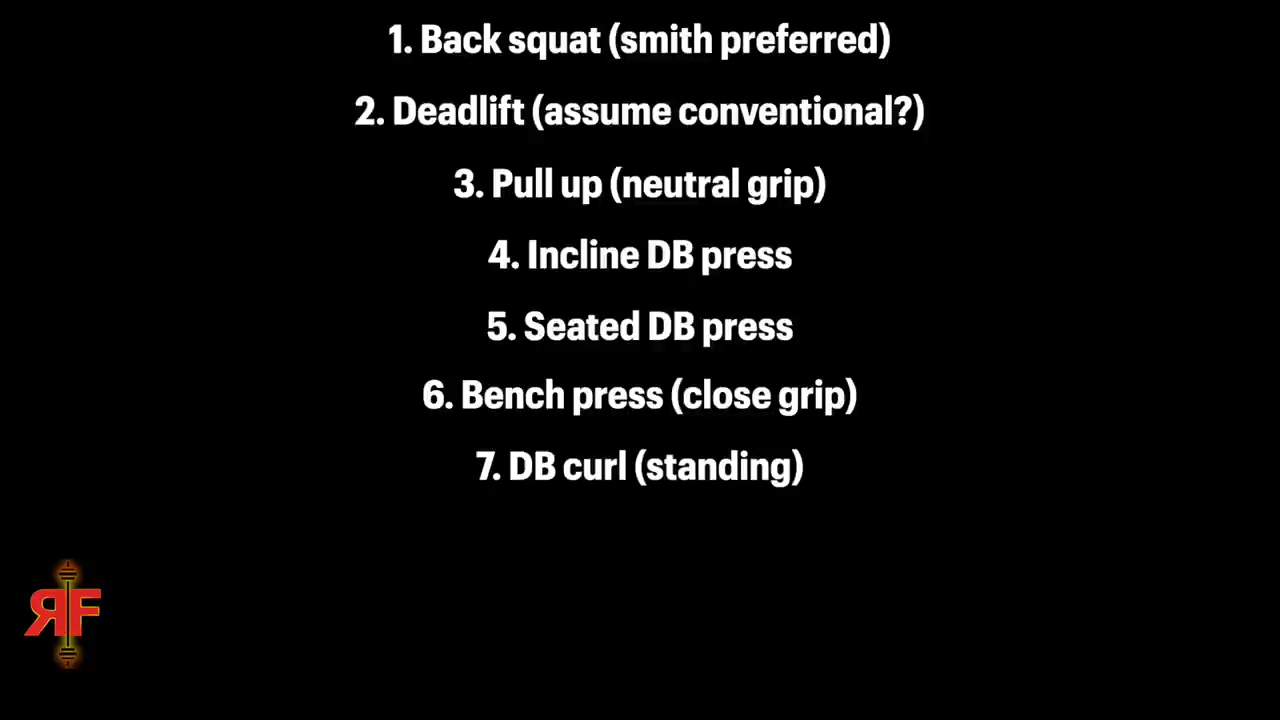 1. Back squat (smith preferred)
2. Deadlift (assume conventional?)
3. Pull up (neutral grip)
4. Incline DB press
5. Seated DB press
6. Bench press (close grip)
7. DB curl (standing)
RF